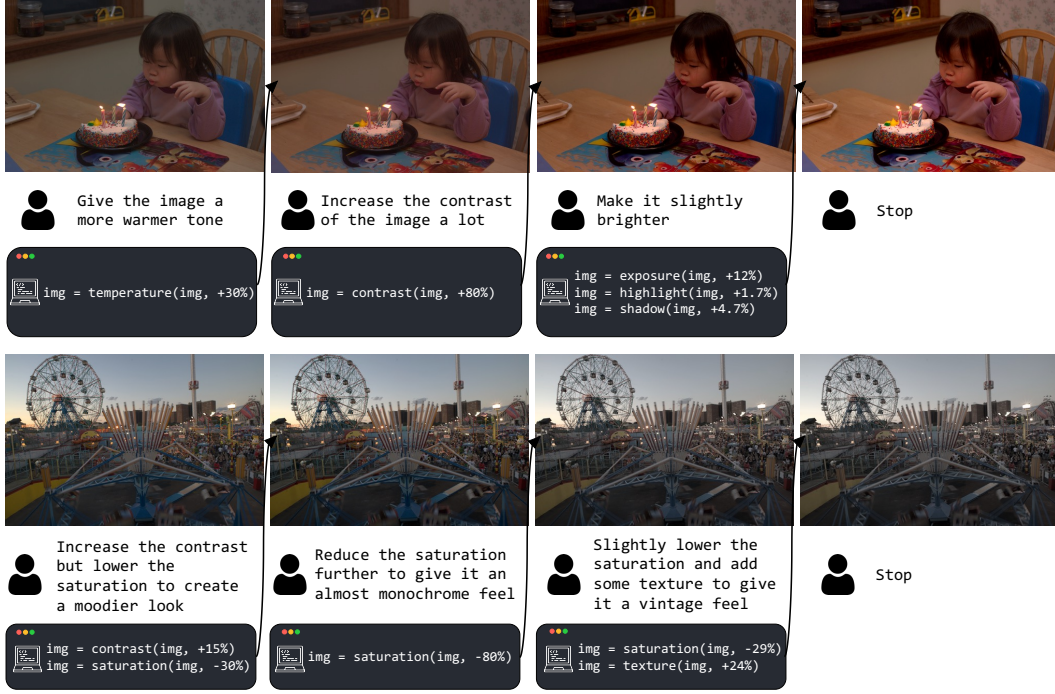 Give the image a
more warmer tone
Increase the contrast
of the image a lot
Make it slightly
brighter
Stop
img = temperature(img, +30%)
img = contrast(img, +80%)
img = exposure(img, +12%)
img = highlight(img, +1.7%)
img = shadow(img, +4.7%)
Increase the contrast
but lower the
saturation to create
a moodier look
Reduce the saturation
further to give it an
almost monochrome feel
Slightly lower the
saturation and add
some texture to give
it a vintage feel
Stop
img = contrast(img, +15%)
img = saturation(img, -30%)
img = saturation(img, -80%)
img = saturation(img, -29%)
img = texture(img, +24%)